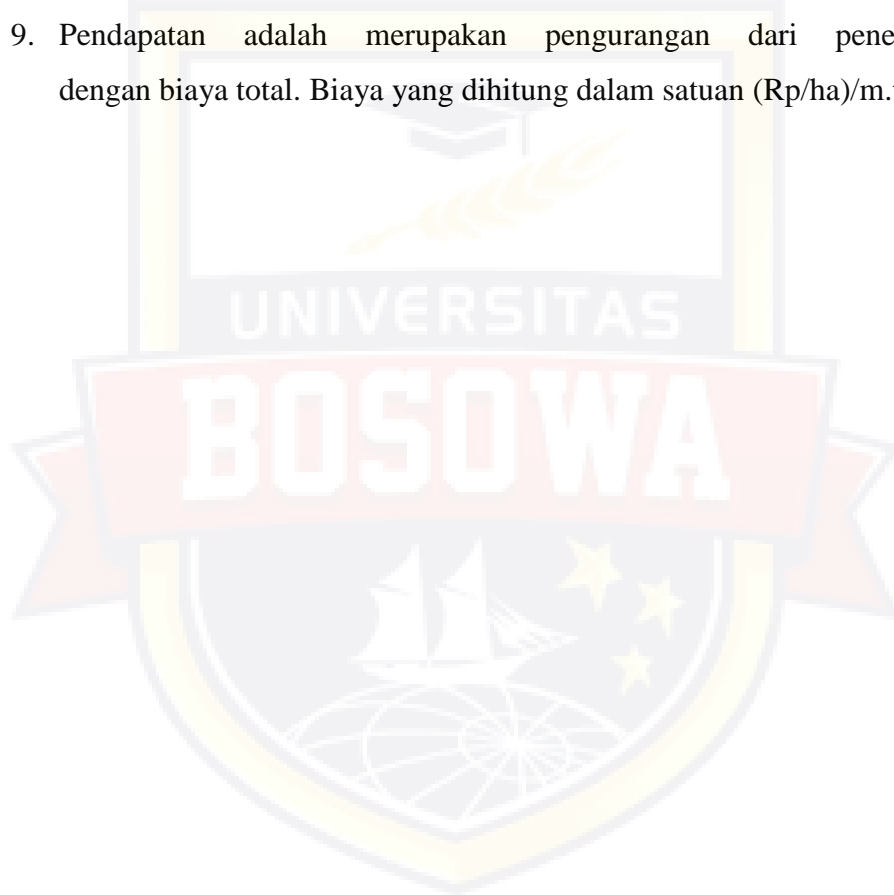 9. Pendapatan adalah merupakan pengurangan dari
dengan biaya total. Biaya yang dihitung dalam satuan (Rp/ha)/m.
UNIVERSITAS
BOSOWA